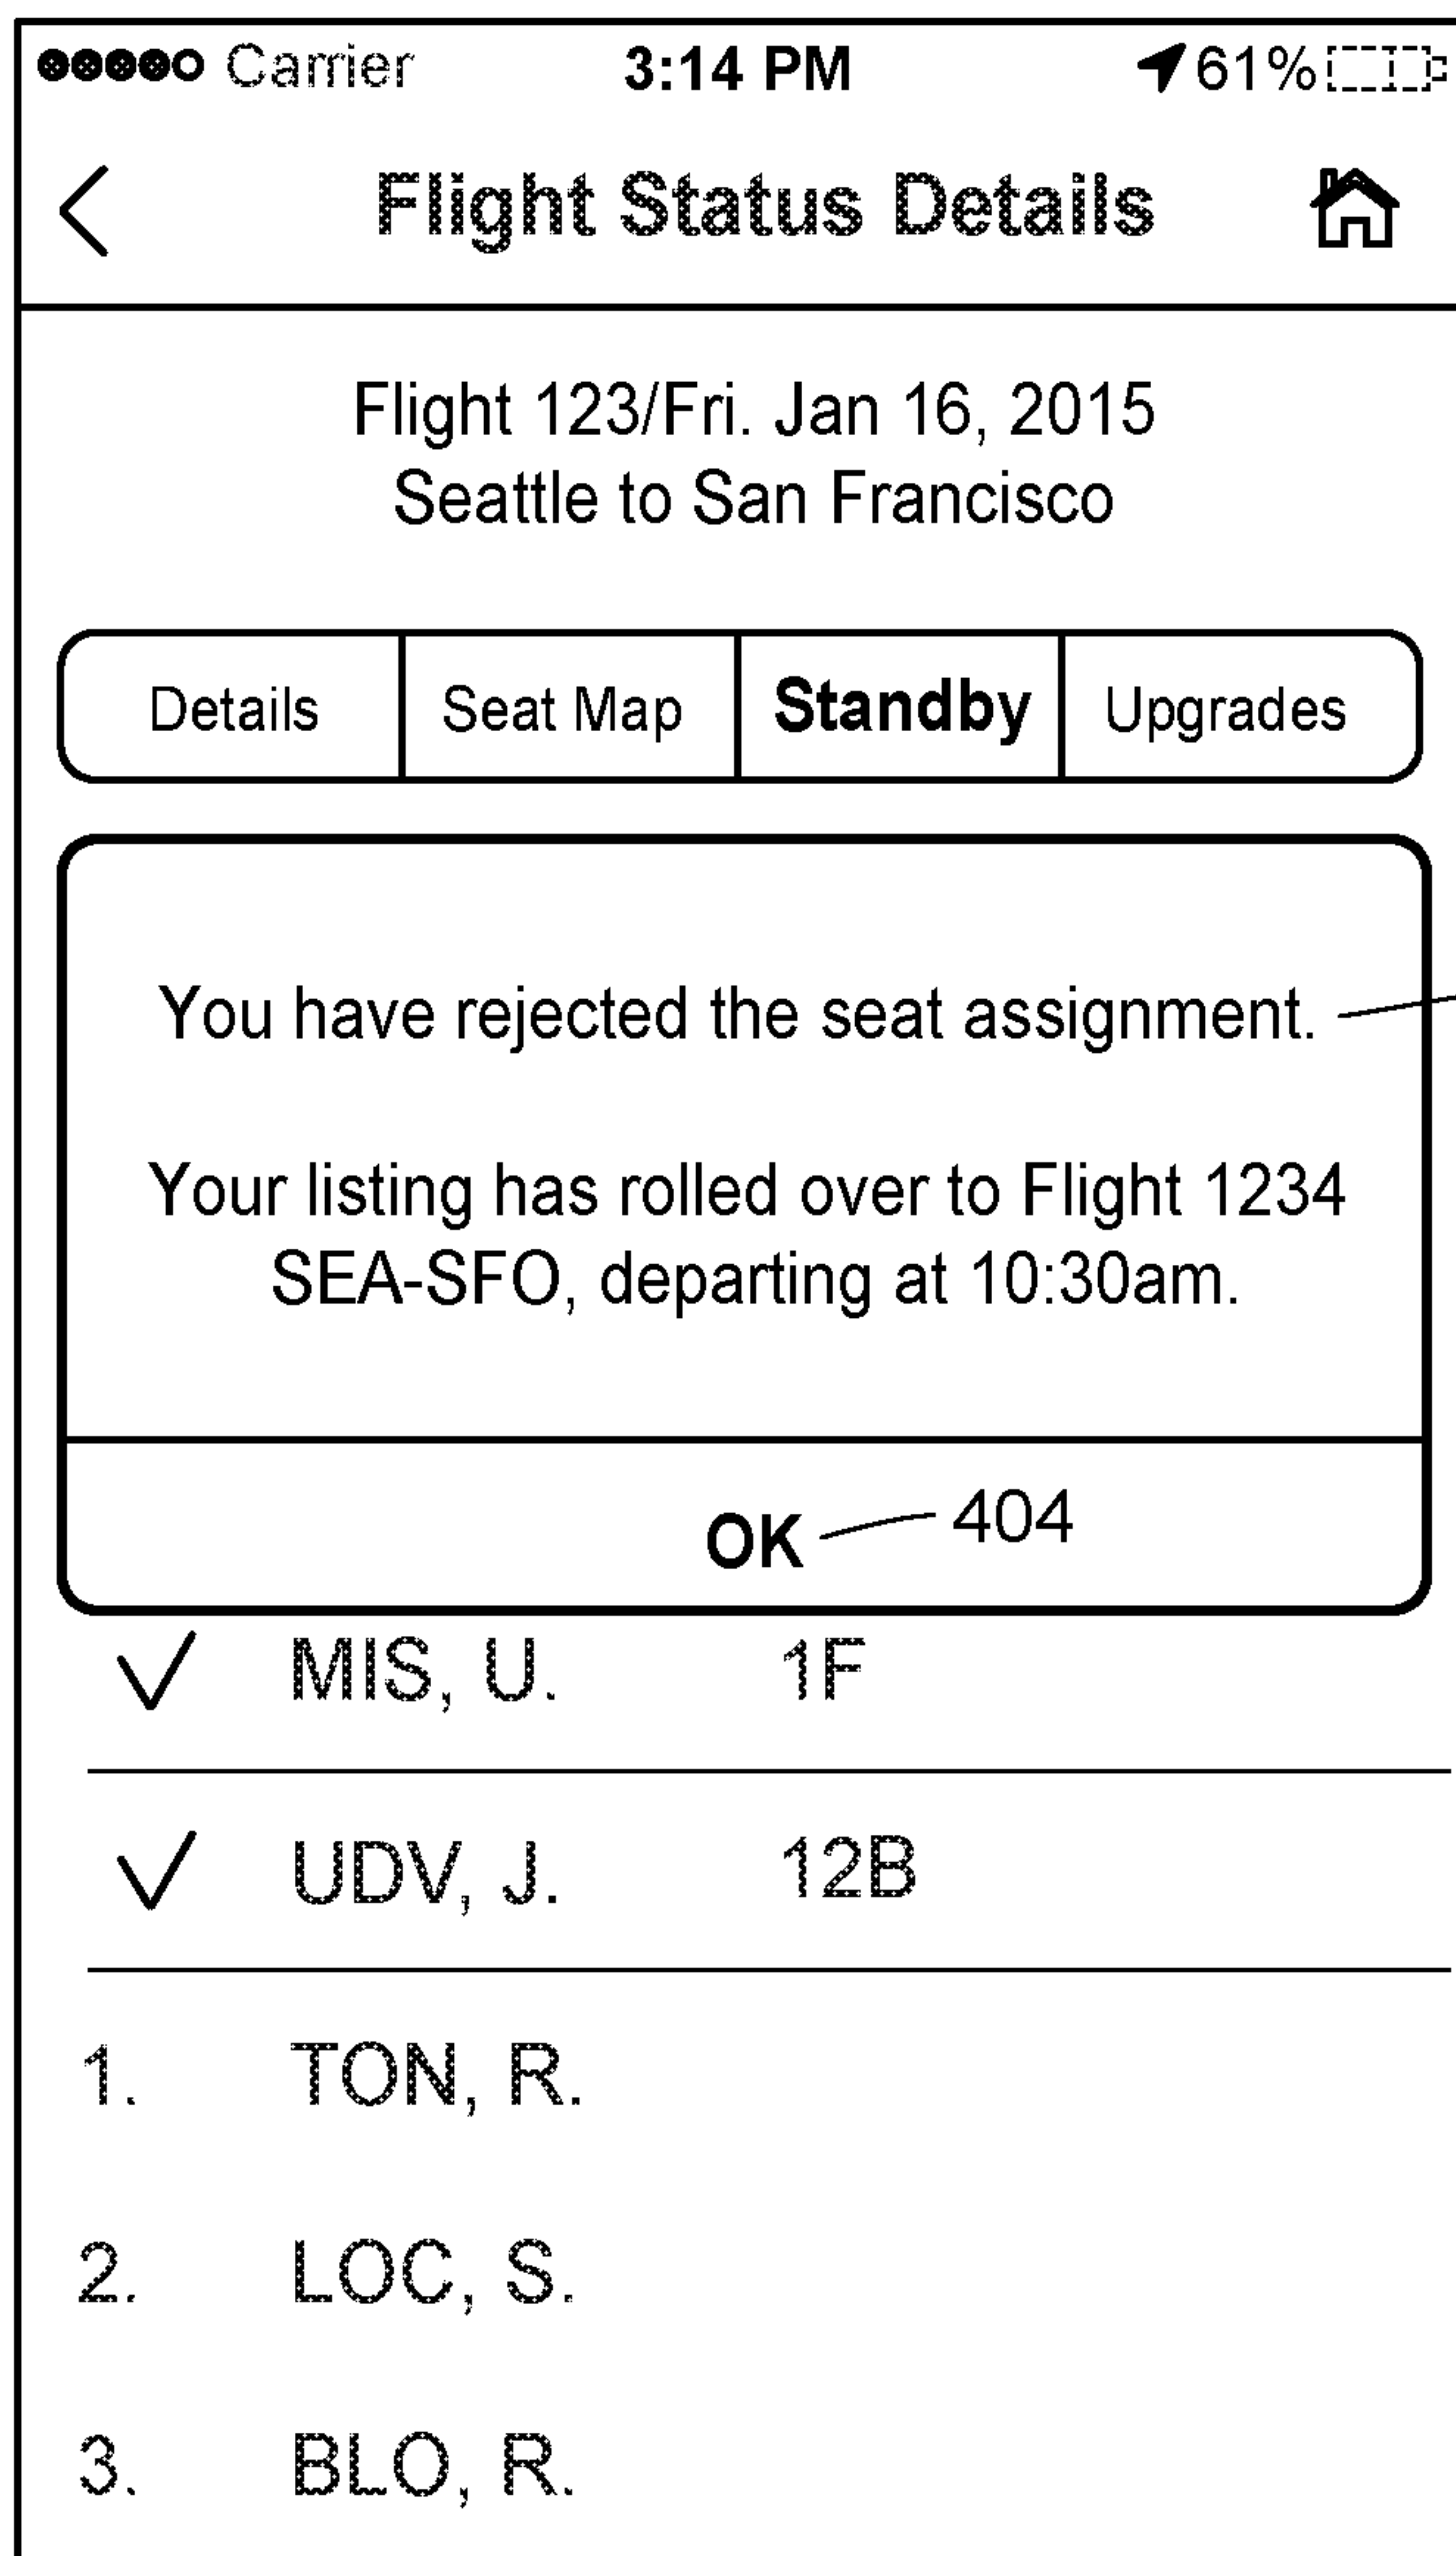 Carrier 3:14 PM 61%
Flight Status Details
Flight 123/Fri. Jan 16, 2015
Seattle to San Francisco
Details Seat Map Standby Upgrades
You have rejected the seat assignment.
Your listing has rolled over to Flight 1234
SEA-SFO, departing at 10:30am.
OK 404
MIS, U. 1F
UDV, J. 12B
1. TON, R.
2. LOC, S.
3. BLO, R.